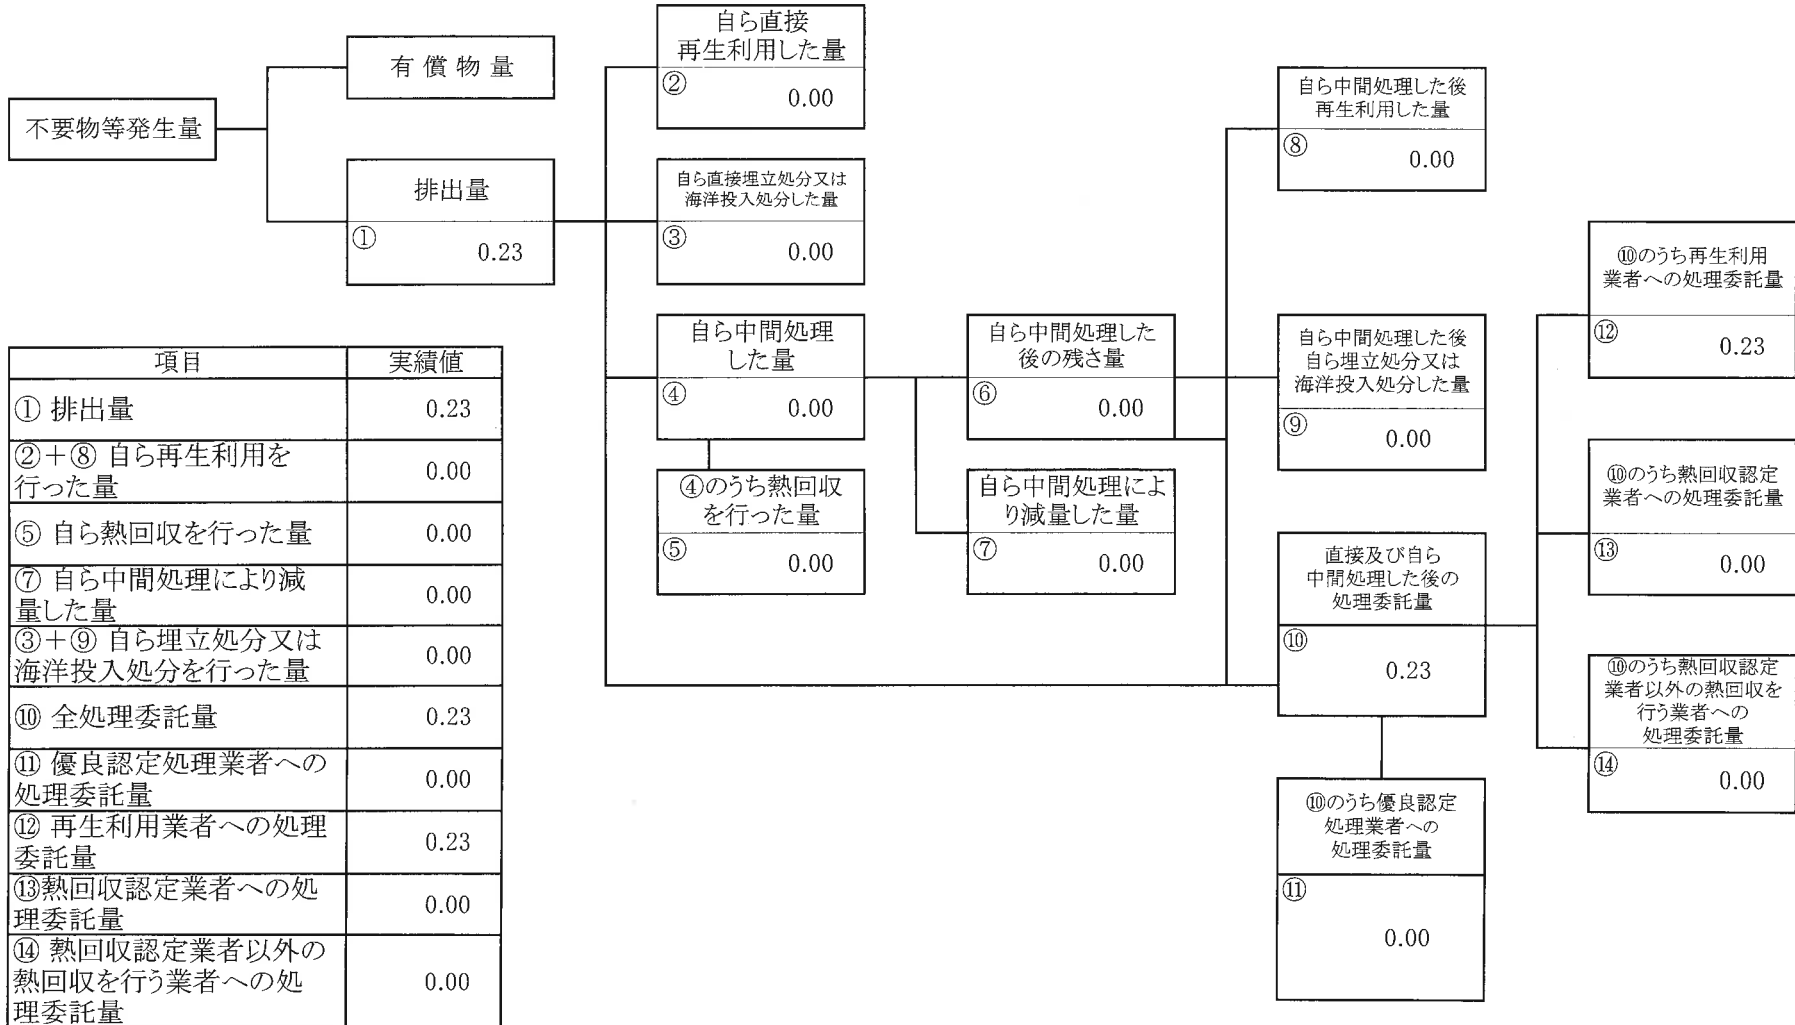 不要物等発生量
有償物量
排出量
①
0.23
自ら直接
再生利用した量
②
0.00
自ら直接埋立処分又は
海洋投入処分した量
③
0.00
自ら中間処理
した量
④
0.00
④のうち熱回収
を行った量
⑤
0.00
自ら中間処理した
後の残さ量
⑥
0.00
自ら中間処理によ
り減量した量
⑦
0.00
自ら中間処理した後
再生利用した量
⑧
0.00
自ら中間処理した後
自ら埋立処分又は
海洋投入処分した量
⑨
0.00
直接及び自ら
中間処理した後の
処理委託量
⑩
0.23
⑩のうち優良認定
処理業者への
処理委託量
⑪
0.00
⑩のうち再生利用
業者への処理委託量
⑫
0.23
⑩のうち熱回収認定
業者への処理委託量
⑬
0.00
⑩のうち熱回収認定
業者以外の熱回収を
行う業者への
処理委託量
⑭
0.00
項目 実績値
① 排出量 0.23
②＋⑧ 自ら再生利用を
行った量 0.00
⑤ 自ら熱回収を行った量 0.00
⑦ 自ら中間処理により減
量した量 0.00
③＋⑨ 自ら埋立処分又は
海洋投入処分を行った量 0.00
⑩ 全処理委託量 0.23
⑪ 優良認定処理業者への
処理委託量 0.00
⑫ 再生利用業者への処理
委託量 0.23
⑬熱回収認定業者への処
理委託量 0.00
⑭ 熱回収認定業者以外の
熱回収を行う業者への処
理委託量 0.00